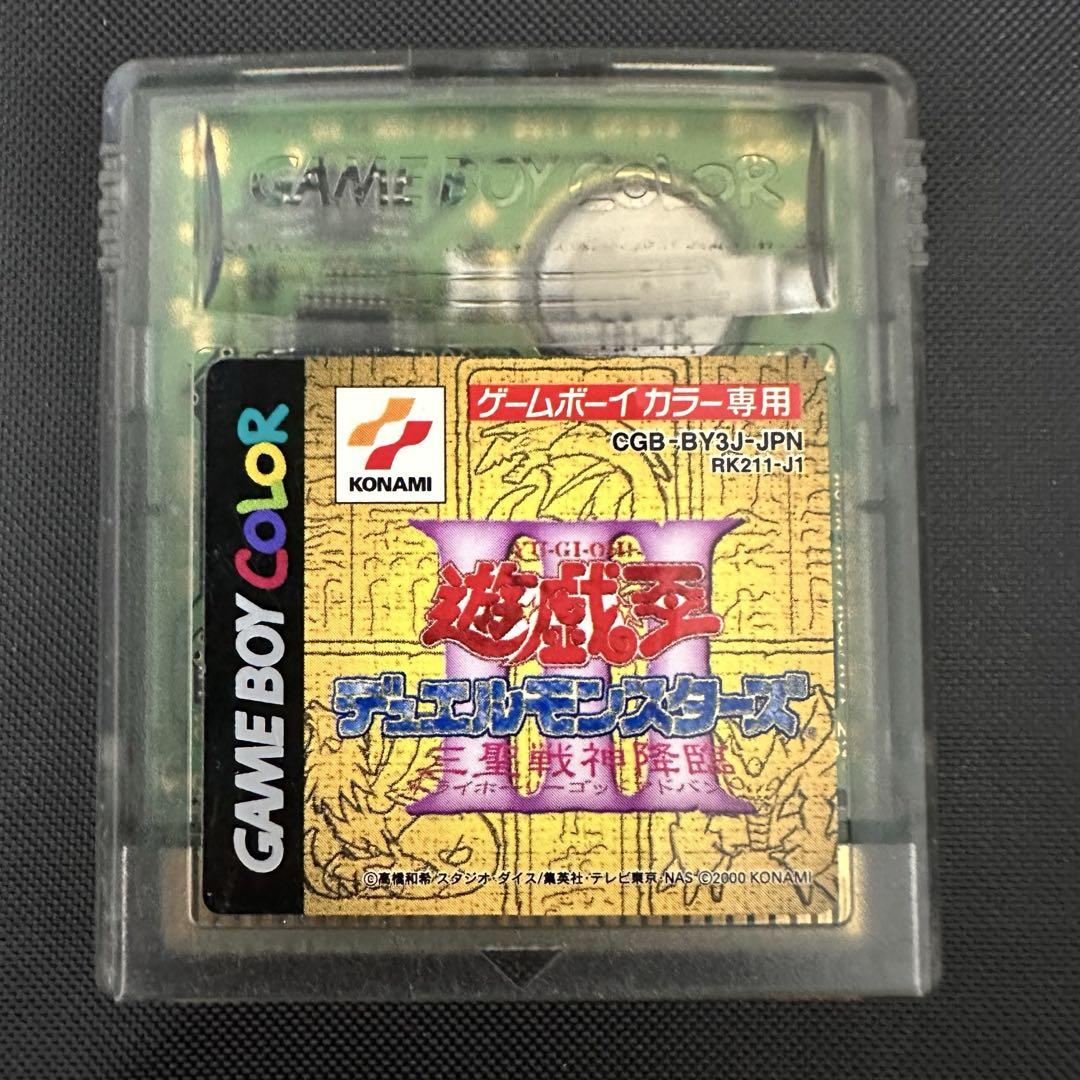 GAME BOY COLOR
GAME BOY COLOR
KONAMI
ゲームボーイカラー専用
CGB-BY3J-JPN
RK211-J1
YU-GI-OH!
遊戯王
デュエルモンスターズ
III
三聖戦神降臨
©高橋和希/スタジオ・ダイス/集英社・テレビ東京・NAS ©2000 KONAMI